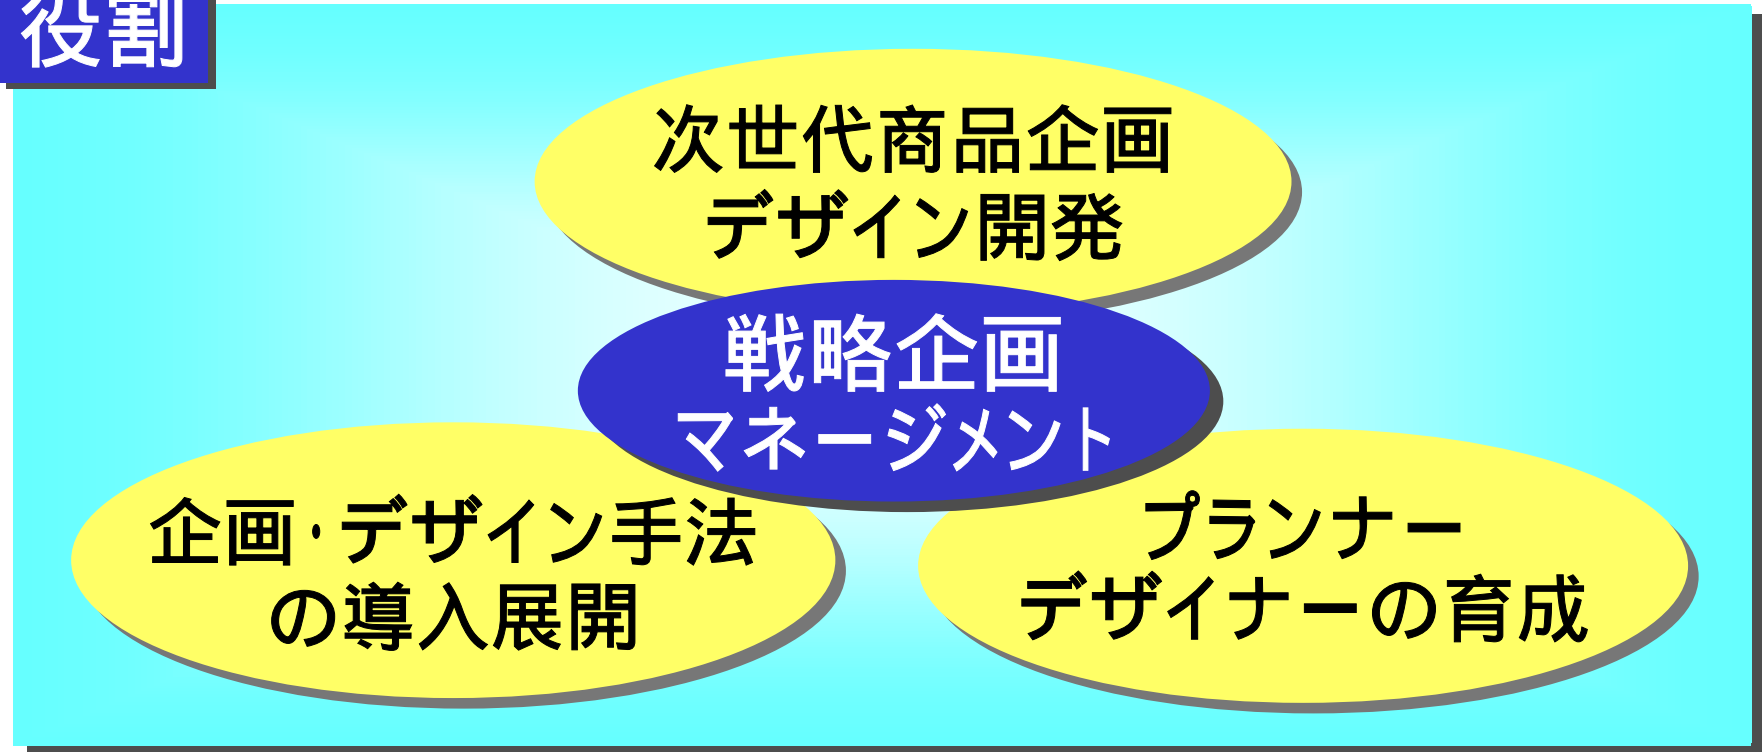 役割
次世代商品企画
デザイン開発
戦略企画
マネージメント
企画・デザイン手法
の導入展開
プランナー
デザイナーの育成